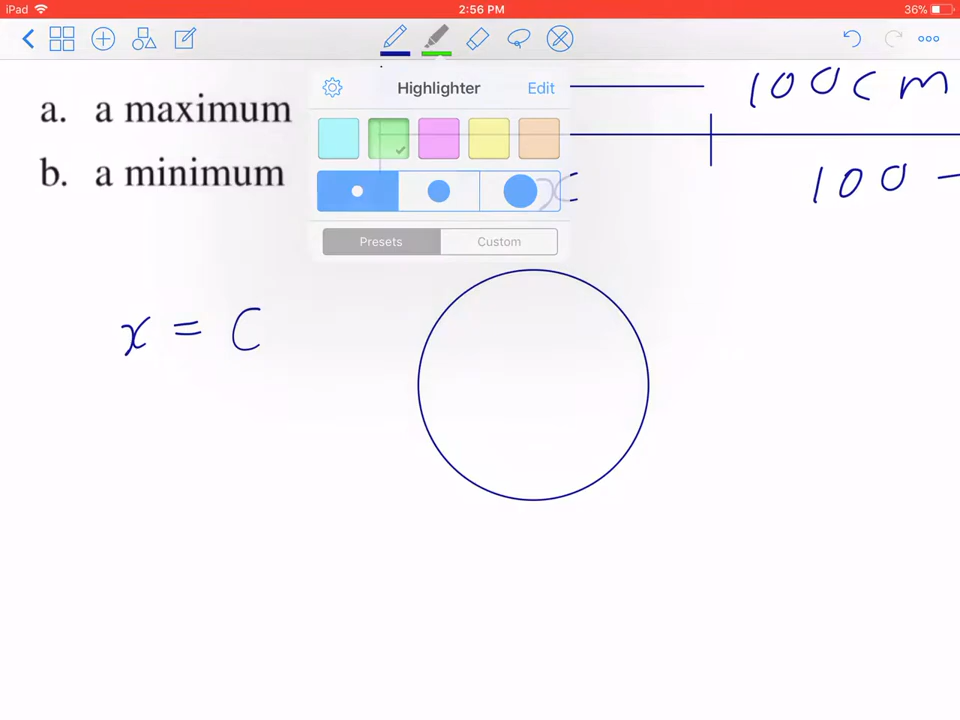 iPad 2:56 PM 36%
Highlighter Edit
100cm
a. a maximum
b. a minimum
x
100 -
Presets Custom
x = C